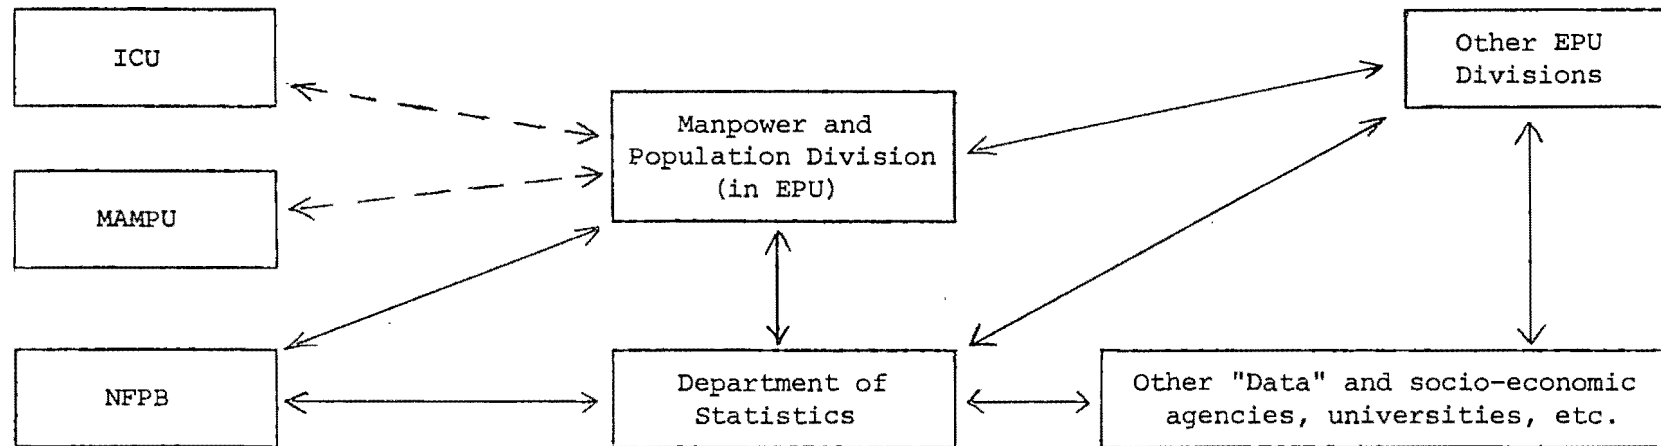 ICU
Other EPU
Divisions
Manpower and
Population Division
(in EPU)
MAMPU
NFPB
Department of
Statistics
Other "Data" and socio-economic
agencies, universities, etc.